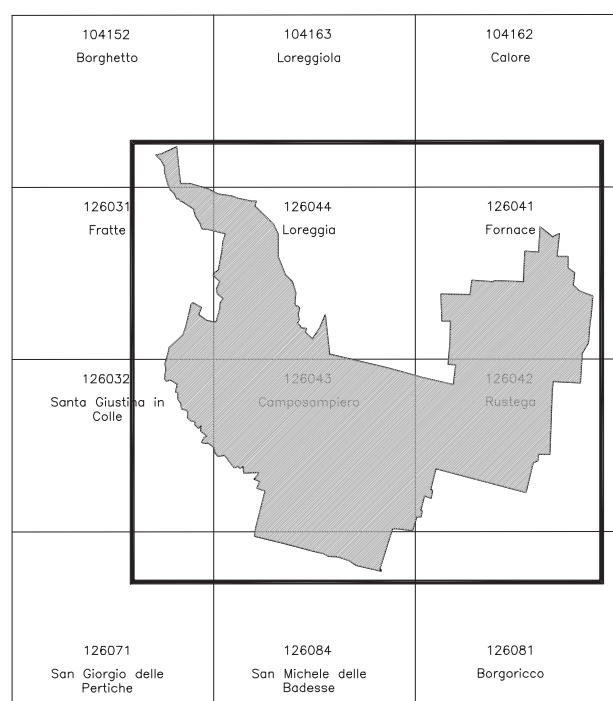 104152
Borghetto
104163
Loreggiola
104162
Calore
126031
Fratte
126044
Loreggia
126041
Fornace
126032
Santa Giustina in
Colle
126043
Camposampiero
126042
Rustega
126071
San Giorgio delle
Pertiche
126084
San Michele delle
Badesse
126081
Borgoricco